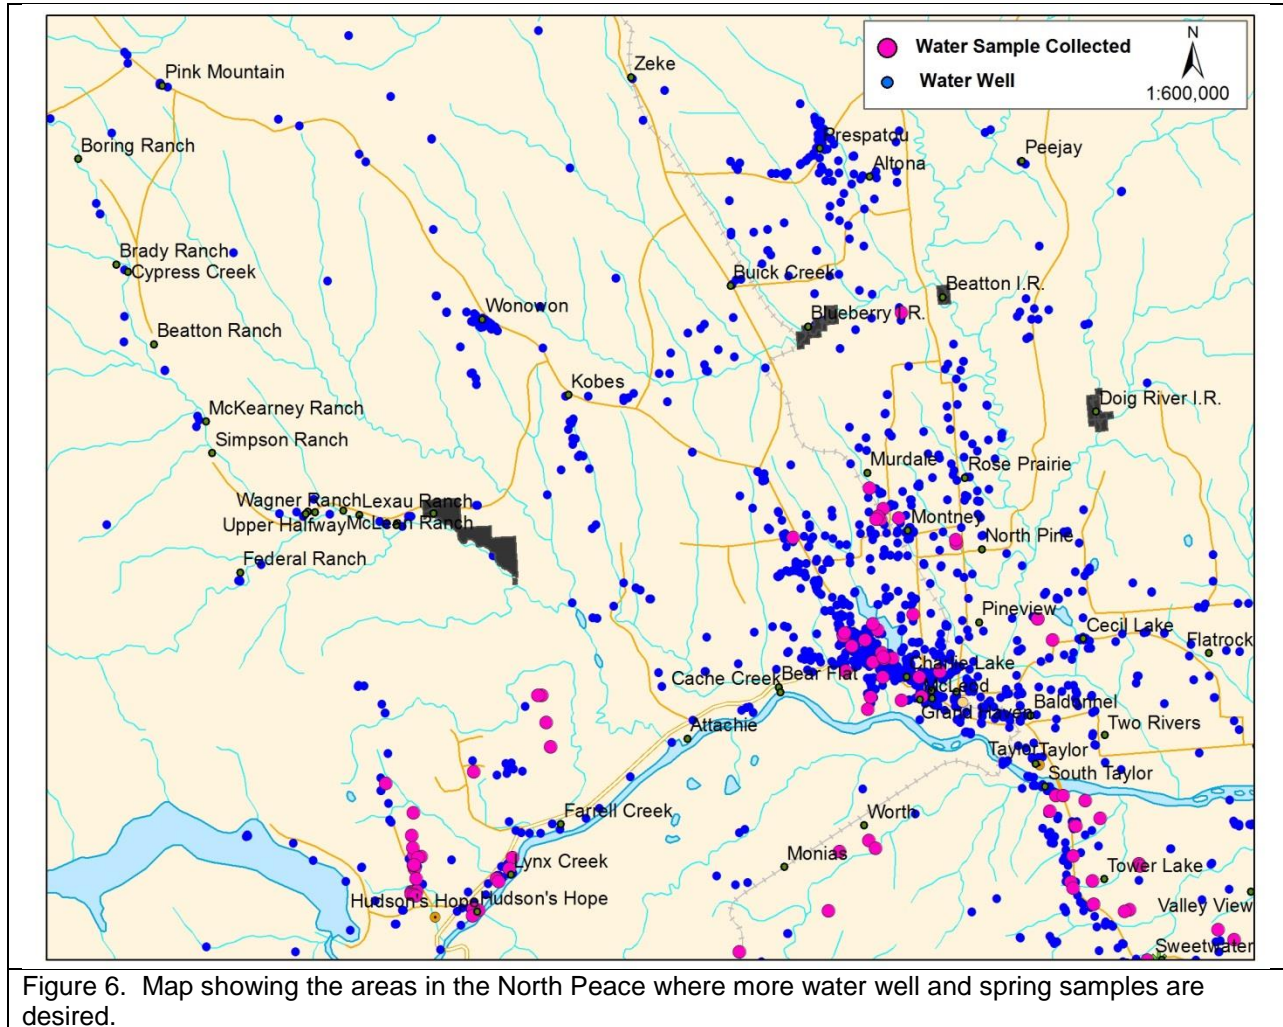 Water Sample Collected
Water Well
N
1:600,000
Zeke
Pink Mountain
Prespatou
Boring Ranch
Altona
Peejay
Brady Ranch
Cypress Creek
Buick Creek
Beatton I.R.
Wonowon
Blueberry I.R.
Beatton Ranch
Kobes
Doig River I.R.
McKearney Ranch
Simpson Ranch
Murdale
Rose Prairie
Wagner Ranch
Lexau Ranch
Upper Halfway
McLean Ranch
Montney
North Pine
Federal Ranch
Pineview
Cecil Lake
Flatrock
Charlie Lake
Cache Creek
Bear Flat
McLeod
Grand Haven
Baldonnel
Attachie
Two Rivers
Taylor
Taylor
South Taylor
Farrell Creek
Worth
Monias
Lynx Creek
Tower Lake
Hudson's Hope
Hudson's Hope
Valley View
Sweetwater
Figure 6. Map showing the areas in the North Peace where more water well and spring samples are
desired.